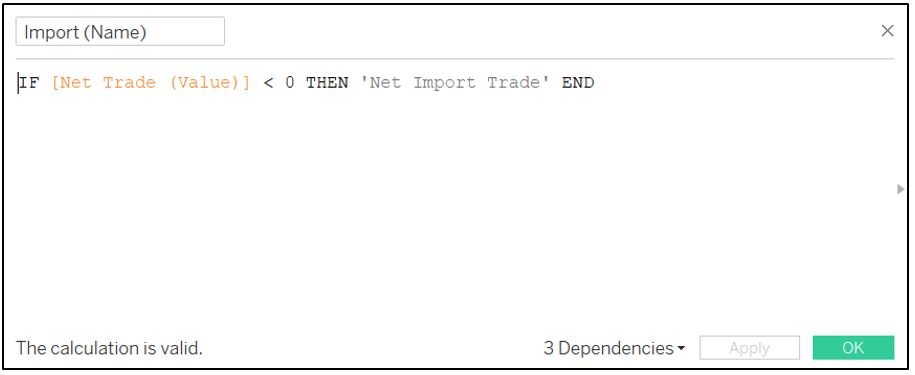 Import (Name)
IF [Net Trade (Value)] < 0 THEN 'Net Import Trade' END
The calculation is valid.
3 Dependencies
Apply
OK